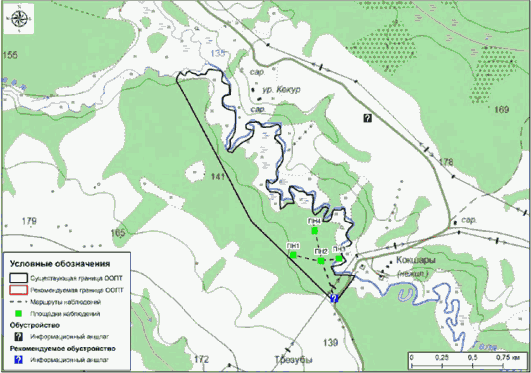 155
135
сар.
ур. Кокур
сар.
169
141
178
179
165
сар.
ПН4
ПН1
ПН2
ПН3
Кокшары
(нежил.)
139
172
Трезубы
Условные обозначения
Существующая граница ООПТ
Рекомендуемая граница ООПТ
Маршруты наблюдений
Площадки наблюдений
Обустройство
Информационный аншлаг
Рекомендуемое обустройство
Информационный аншлаг
0 0,25 0,5 0,75 км